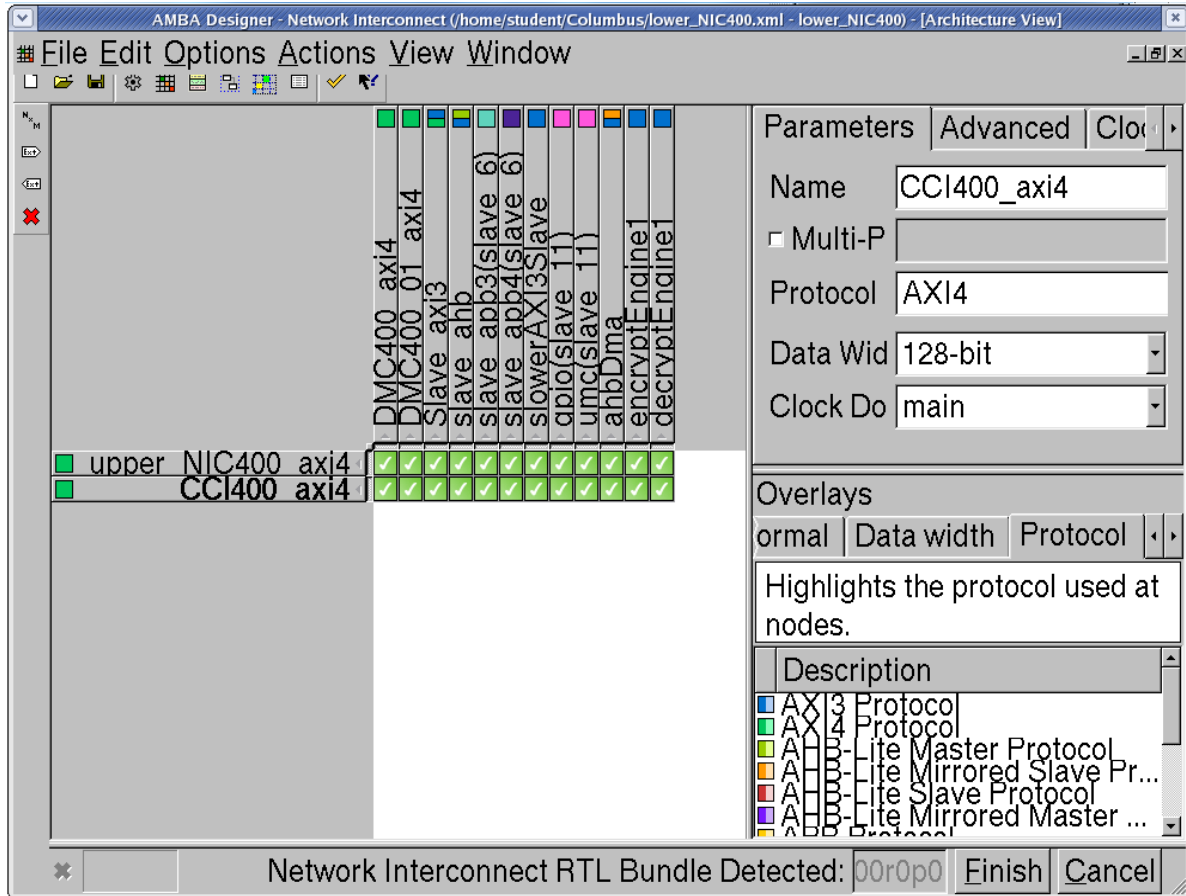 AMBA Designer - Network Interconnect (/home/student/Columbus/lower_NIC400.xml - lower_NIC400) - [Architecture View]
File Edit Options Actions View Window
DMC400_axi4
DMC400_01_axi4
Slave_axi3
slave_ahb
slave_apb3(slave_6)
slave_apb4(slave_6)
slowerAXI3Slave
gpio(slave_11)
umc(slave_11)
ahbDma
encryptEngine1
decryptEngine1
upper_NIC400_axi4
CCI400_axi4
Parameters Advanced Cloc
Name CCI400_axi4
Multi-P
Protocol AXI4
Data Wid 128-bit
Clock Do main
Overlays
ormal Data width Protocol
Highlights the protocol used at
nodes.
Description
AXI3 Protocol
AXI4 Protocol
AHB-Lite Master Protocol
AHB-Lite Mirrored Slave Pr...
AHB-Lite Slave Protocol
AHB-Lite Mirrored Master ...
APB Protocol
Network Interconnect RTL Bundle Detected: 00r0p0 Finish Cancel